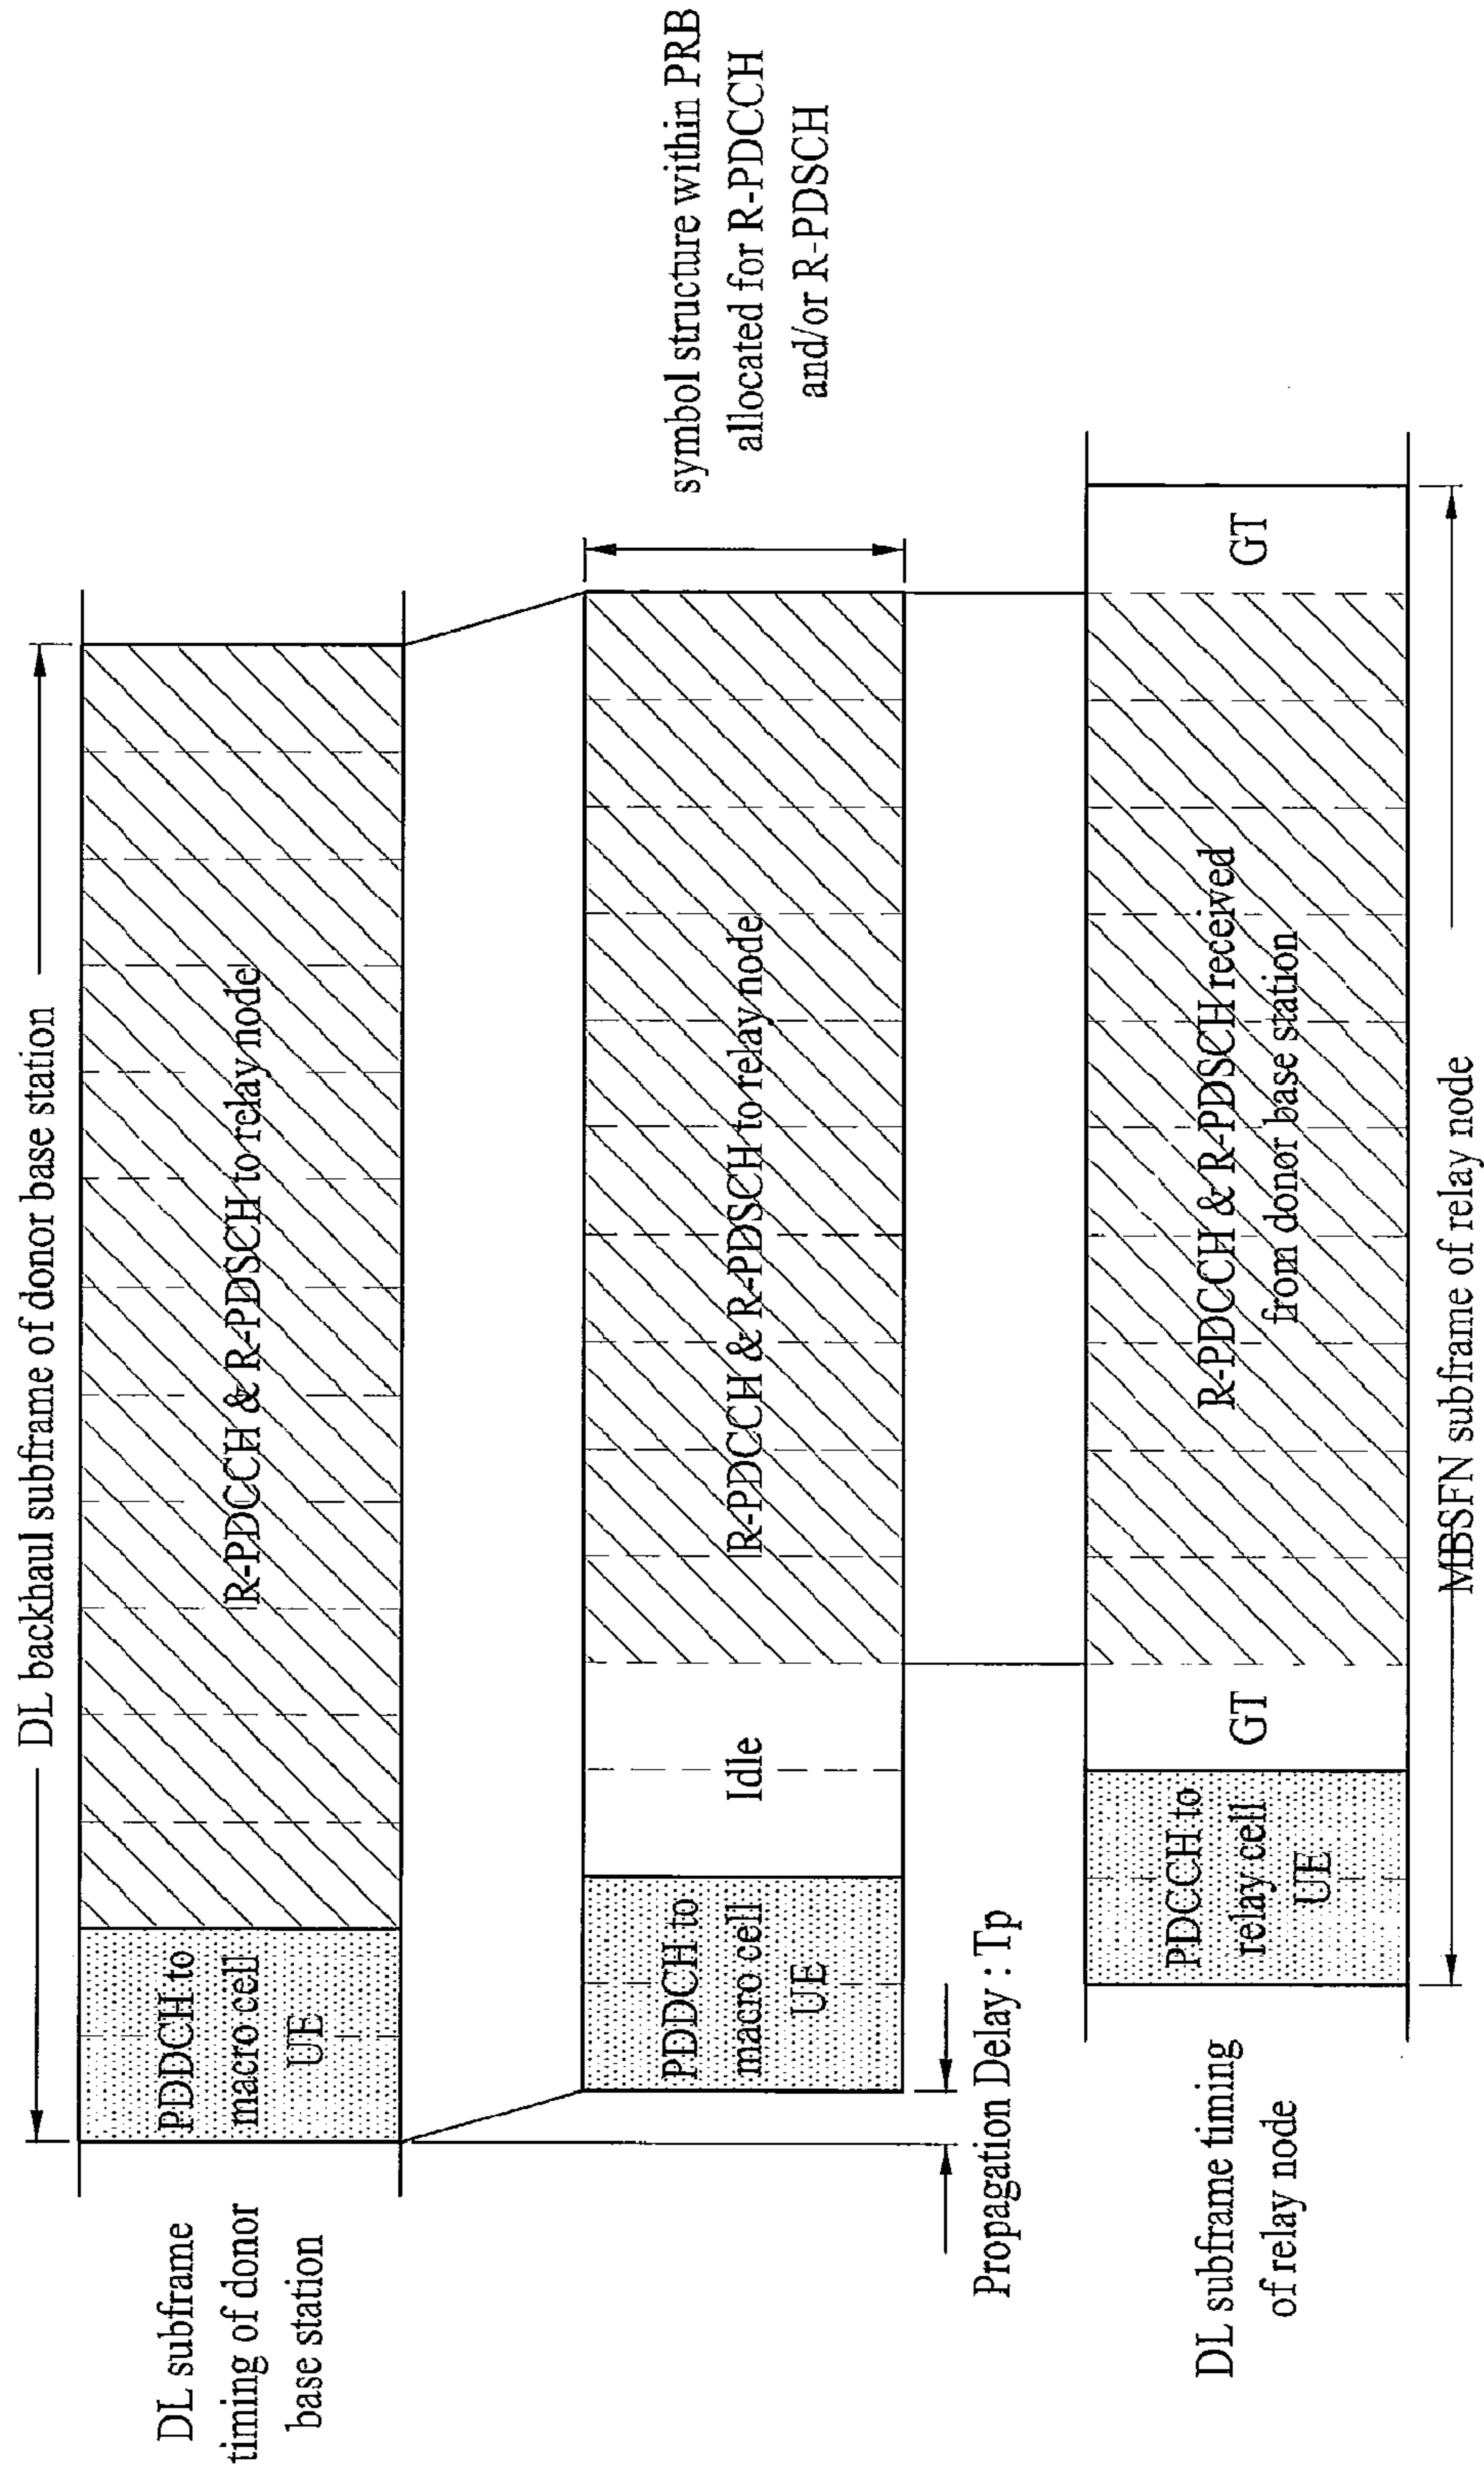 DL backhaul subframe of donor base station
DL subframe
timing of donor
base station
PDDCH to
macro cell
UE
R-PDCCH & R-PDSCH to relay node
PDDCH to
macro cell
UE
Idle
R-PDCCH & R-PDSCH to relay node
symbol structure within PRB
allocated for R-PDCCH
and/or R-PDSCH
Propagation Delay : Tp
DL subframe timing
of relay node
PDCCH to
relay cell
UE
GT
R-PDCCH & R-PDSCH received
from donor base station
GT
MBSFN subframe of relay node